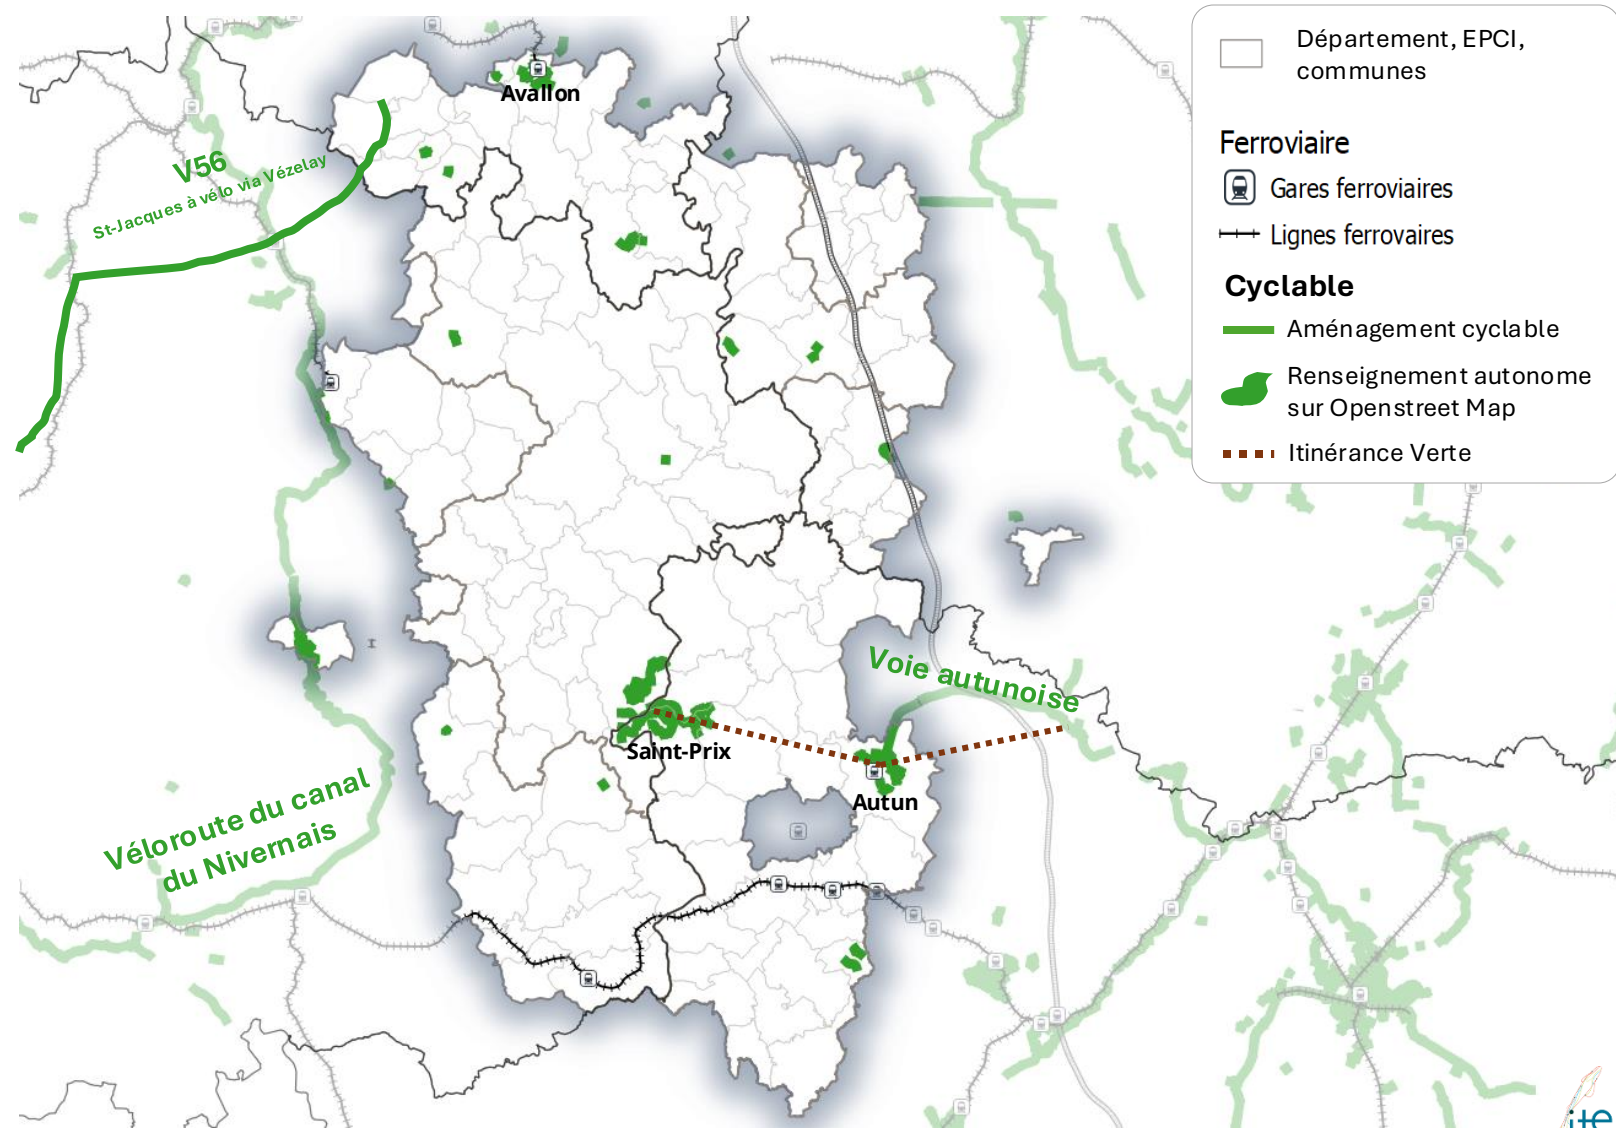 Département, EPCI,
communes
Ferroviaire
Gares ferroviaires
Lignes ferrovaires
Cyclable
Aménagement cyclable
Renseignement autonome
sur Openstreet Map
Itinérance Verte
Avallon
V56
St-Jacques à vélo via Vézelay
Voie autunoise
Saint-Prix
Autun
Véloroute du canal
du Nivernais